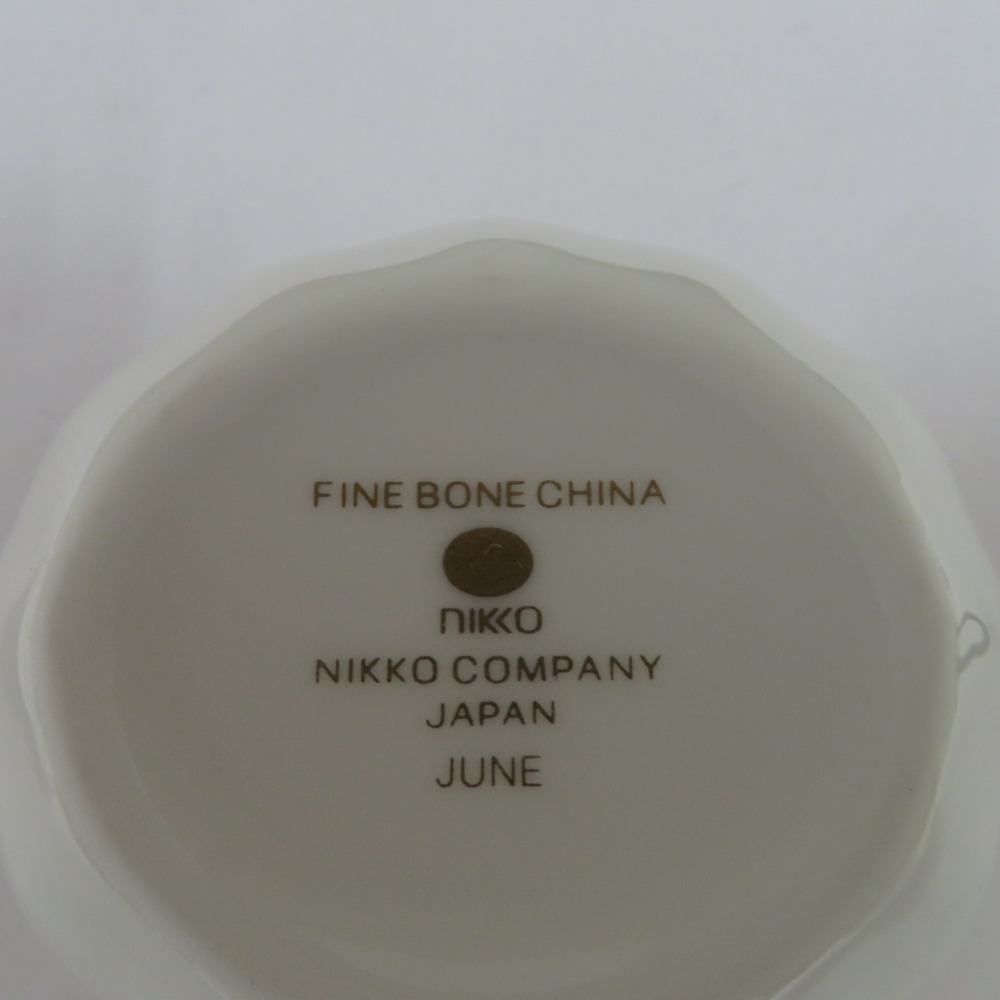 FINE BONE CHINA
nikko
NIKKO COMPANY
JAPAN
JUNE